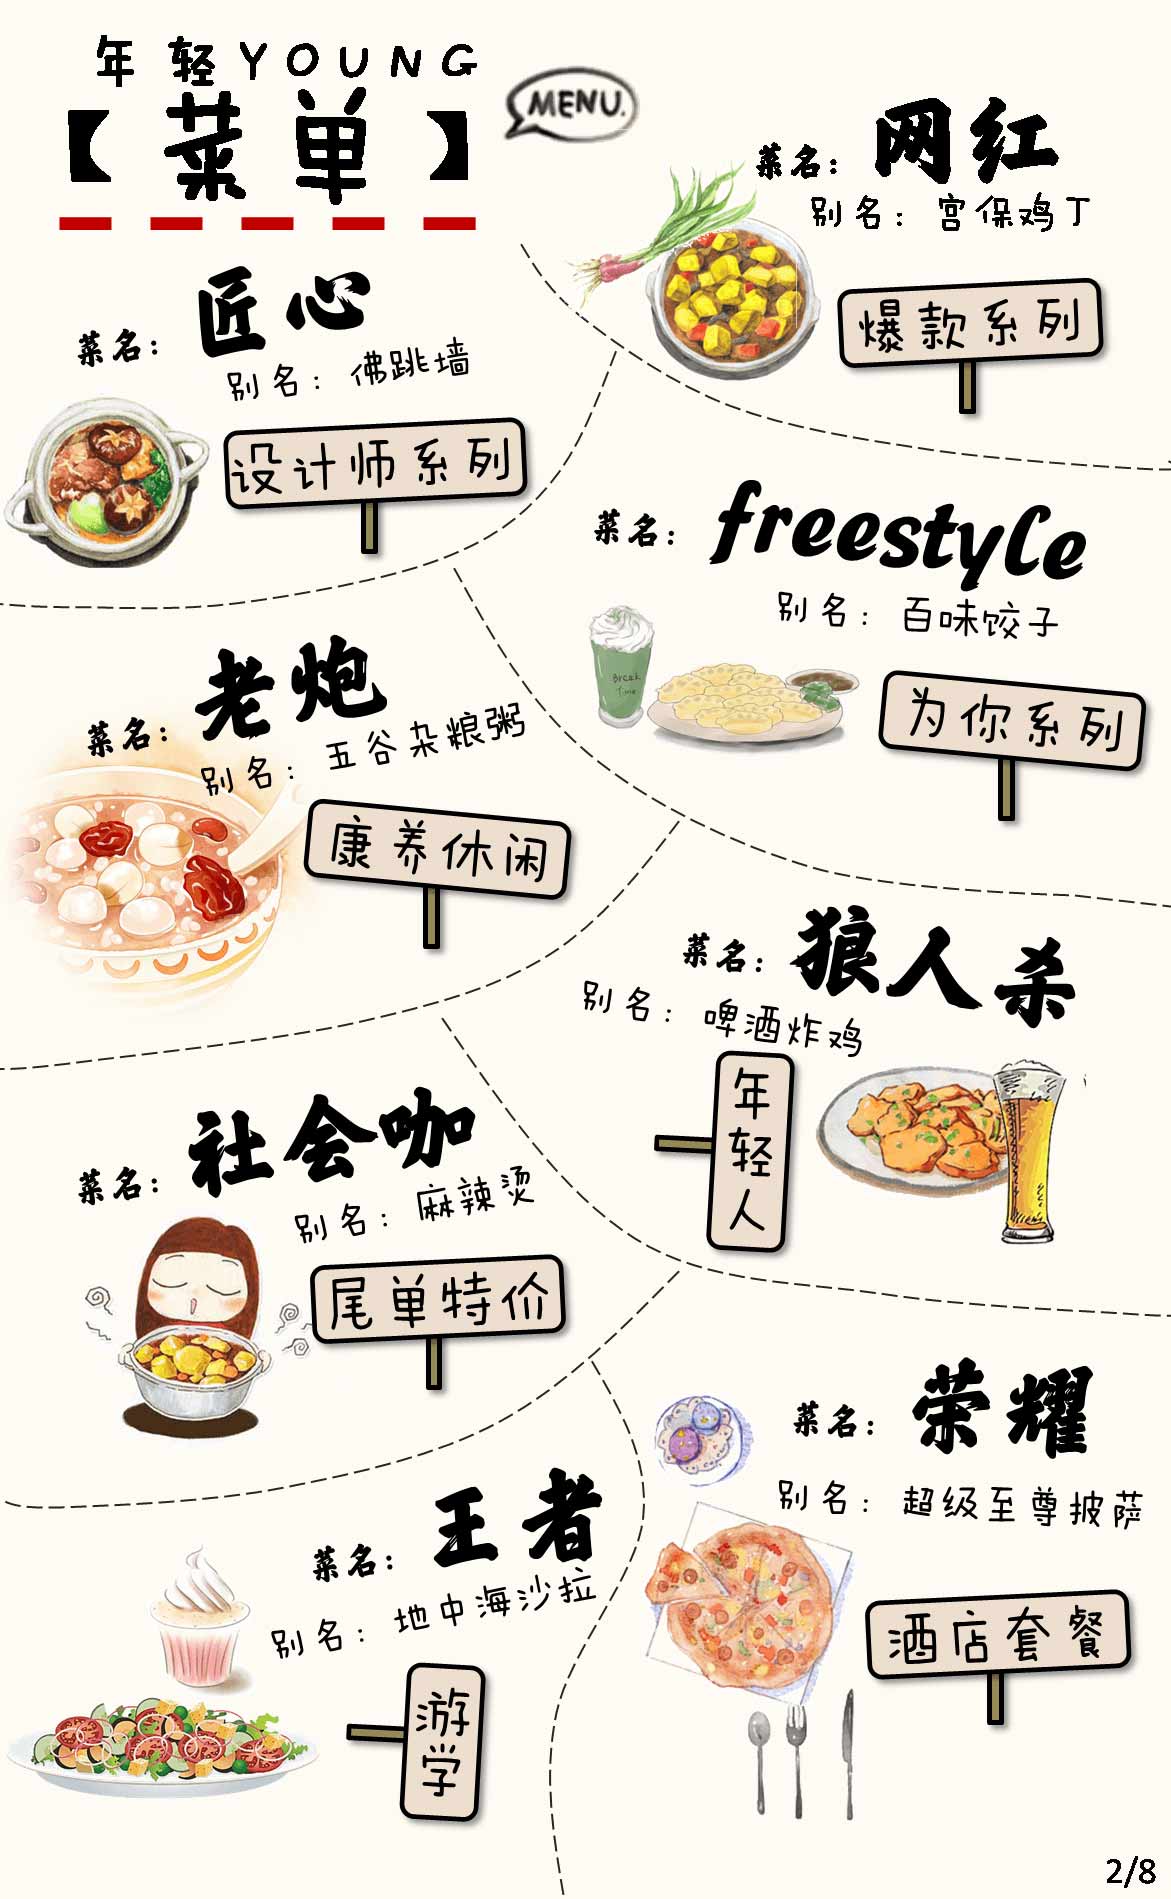 年轻YOUNG
【菜单】
MENU.
菜名：网红
别名：宫保鸡丁
爆款系列
菜名：匠心
别名：佛跳墙
设计师系列
菜名：freestyle
别名：百味饺子
Break
Time
为你系列
菜名：老炮
别名：五谷杂粮粥
康养休闲
菜名：狼人杀
别名：啤酒炸鸡
年轻人
菜名：社会咖
别名：麻辣烫
尾单特价
菜名：荣耀
别名：超级至尊披萨
酒店套餐
菜名：王者
别名：地中海沙拉
游学
2/8